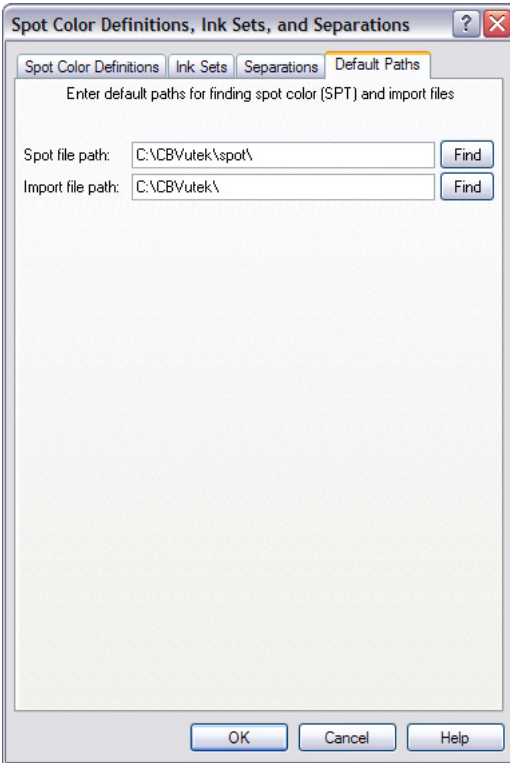 Spot Color Definitions, Ink Sets, and Separations ?
Spot Color Definitions Ink Sets Separations Default Paths
Enter default paths for finding spot color (SPT) and import files
Spot file path: C:\CBVutek\spot\ Find
Import file path: C:\CBVutek\ Find
OK Cancel Help